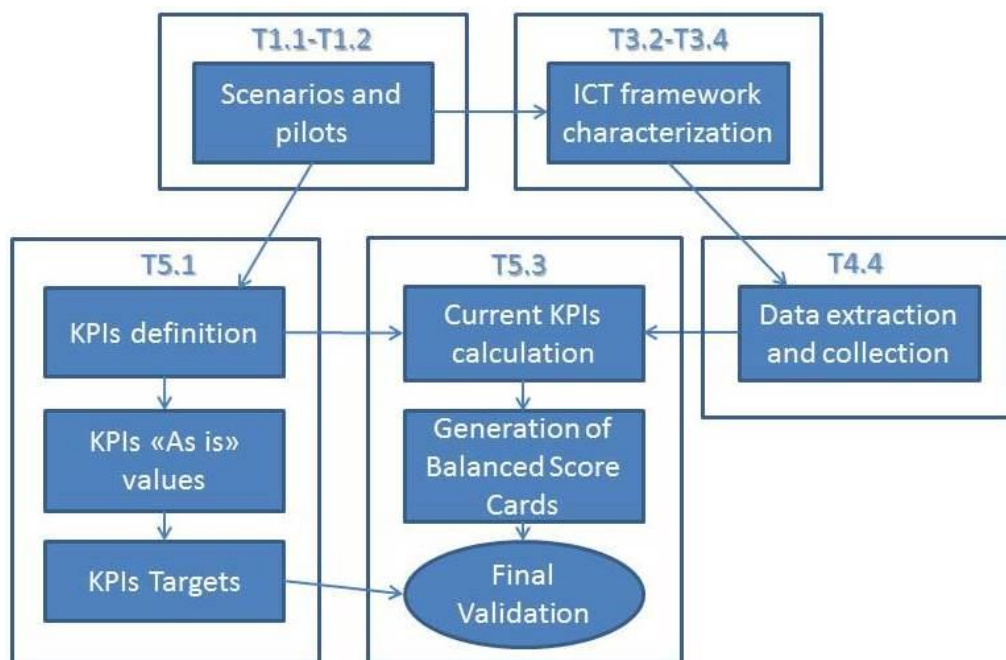 T1.1-T1.2
Scenarios and
pilots
T3.2-T3.4
ICT framework
characterization
T5.1
KPIs definition
KPIs «As is»
values
KPIs Targets
T5.3
Current KPIs
calculation
Generation of
Balanced Score
Cards
Final
Validation
T4.4
Data extraction
and collection